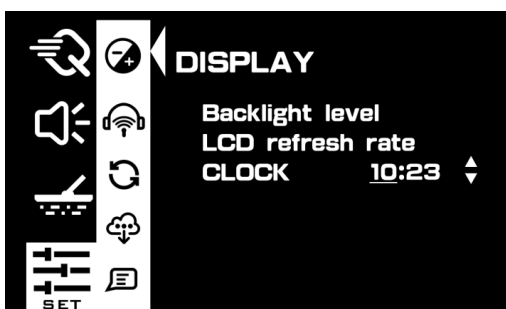 DISPLAY
Backlight level
LCD refresh rate
CLOCK 10:23
SET